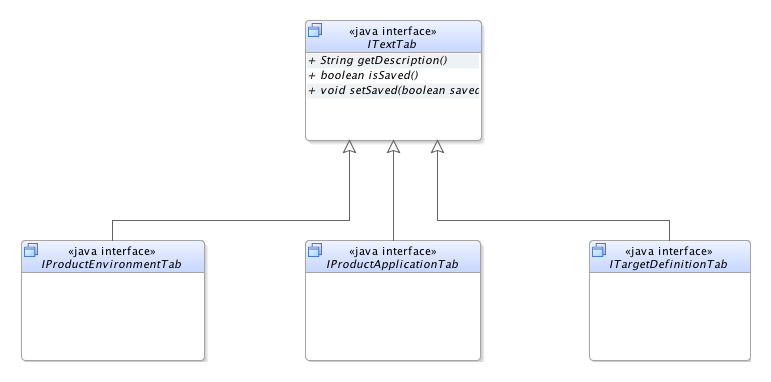 «java interface»
ITextTab
+ String getDescription()
+ boolean isSaved()
+ void setSaved(boolean saved
«java interface»
IProductEnvironmentTab
«java interface»
IProductApplicationTab
«java interface»
ITargetDefinitionTab